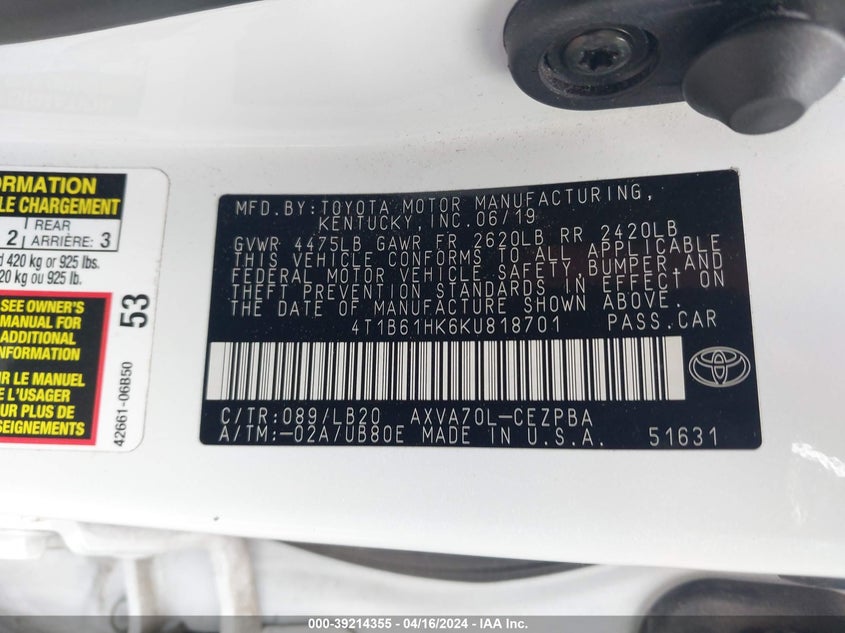 ORMATION
LE CHARGEMENT
2 REAR
ARRIÈRE: 3
d 420 kg or 925 lbs.
20 kg ou 925 lb.
SEE OWNER'S
MANUAL FOR
ADDITIONAL
INFORMATION
IR LE MANUEL
E L'USAGER
UR PLUS DE
SEIGNEMENTS
53
42661-06B50
MFD.BY:TOYOTA MOTOR MANUFACTURING,
KENTUCKY, INC.06/19
GVWR 4475LB GAWR FR 2620LB RR 2420LB
THIS VEHICLE CONFORMS TO ALL APPLICABLE
FEDERAL MOTOR VEHICLE SAFETY,BUMPER,AND
THEFT PREVENTION STANDARDS IN EFFECT ON
THE DATE OF MANUFACTURE SHOWN ABOVE.
4T1B61HK6KU818701 PASS.CAR
C/TR:089/LB20 AXVA70L-CEZPBA
A/TM:-02A/UB80E MADE IN U.S.A. 51631
000-39214355 - 04/16/2024 - IAA Inc.